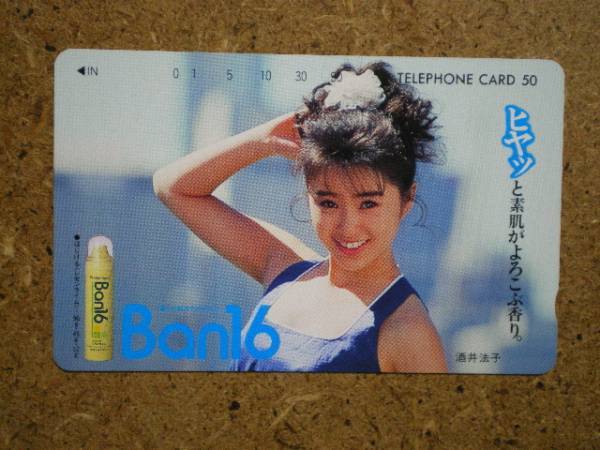 ◀IN
0 1 5 10 30
TELEPHONE CARD 50
ヒヤッ
と素肌がよろこぶ香り。
Ban16
Ban16
酒井法子